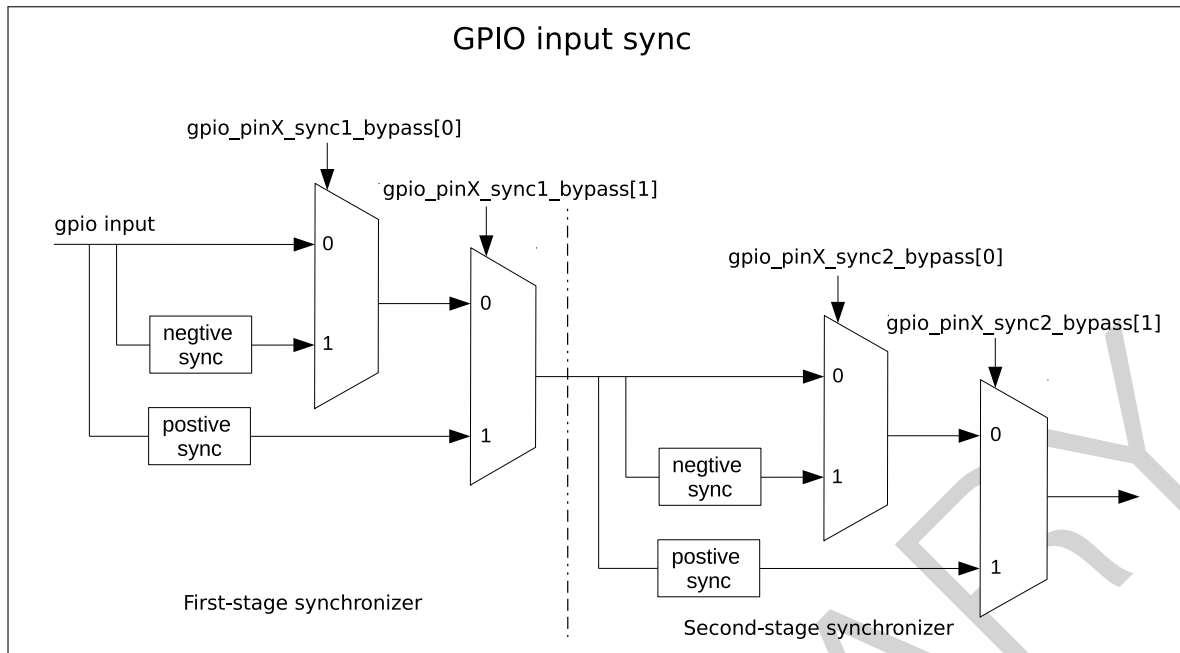 GPIO input sync
gpio_pinX_sync1_bypass[0]
gpio_pinX_sync1_bypass[1]
gpio input
0
negtive
sync
1
postive
sync
0
1
gpio_pinX_sync2_bypass[0]
gpio_pinX_sync2_bypass[1]
0
negtive
sync
1
postive
sync
0
1
First-stage synchronizer
Second-stage synchronizer
ARY